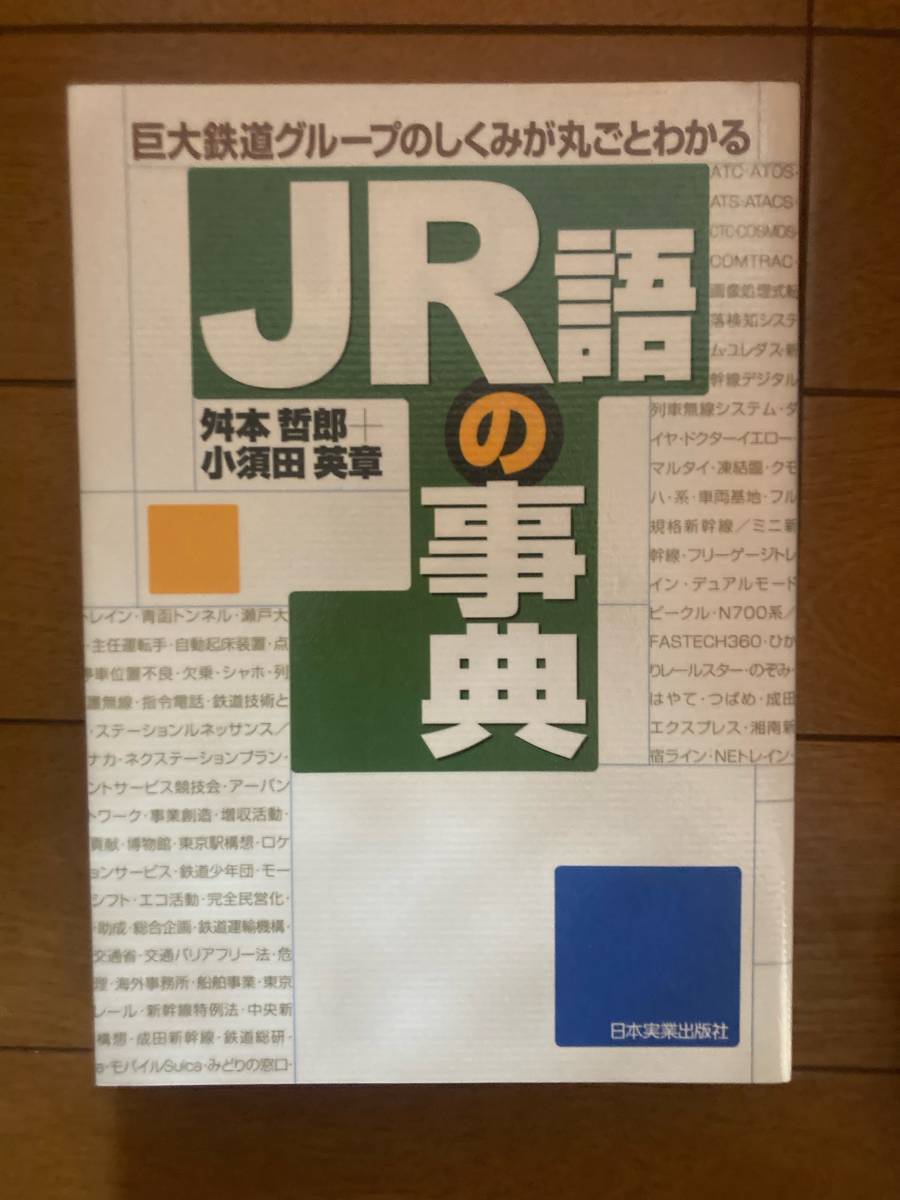 巨大鉄道グループのしくみが丸ごとわかる
JR語の事典
舛本 哲郎+
小須田 英章
ATC・ATOS・
ATS・ATACS・
CTC・COSMOS・
COMTRAC・
画像処理式転
落検知システ
ム・ユレダス・新
幹線デジタル
列車無線システム・ダ
イヤ・ドクターイエロー・
マルタイ・凍結臨・クモ
ハ・系・車両基地・フル
規格新幹線/ミニ新
幹線・フリーゲージトレ
イン・デュアルモード
ビークル・N700系/
FASTECH360・ひか
りレールスター・のぞみ・
はやて・つばめ・成田
エクスプレス・湘南新
宿ライン・NEトレイン・
トレイン・青函トンネル・瀬戸大
・主任運転手・自動起床装置・点
停車位置不良・欠乗・シャホ・列
護無線・指令電話・鉄道技術と
・ステーションルネッサンス/
ナカ・ネクステーションプラン・
ントサービス競技会・アーバン
トワーク・事業創造・増収活動・
貢献・博物館・東京駅構想・ロケ
ョンサービス・鉄道少年団・モー
シフト・エコ活動・完全民営化・
・助成・総合企画・鉄道運輸機構・
交通省・交通バリアフリー法・危
理・海外事務所・船舶事業・東京
レール・新幹線特例法・中央新
構想・成田新幹線・鉄道総研・
a・モバイルSuica・みどりの窓口・
日本実業出版社